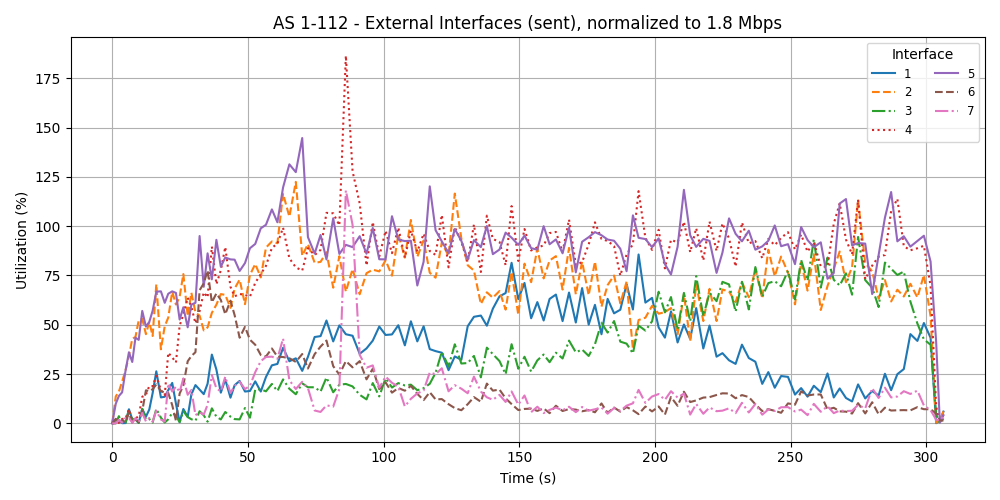 AS 1-112 - External Interfaces (sent), normalized to 1.8 Mbps
Interface
1 5
2 6
3 7
4
Utilization (%)
175
150
125
100
75
50
25
0
0 50 100 150 200 250 300
Time (s)